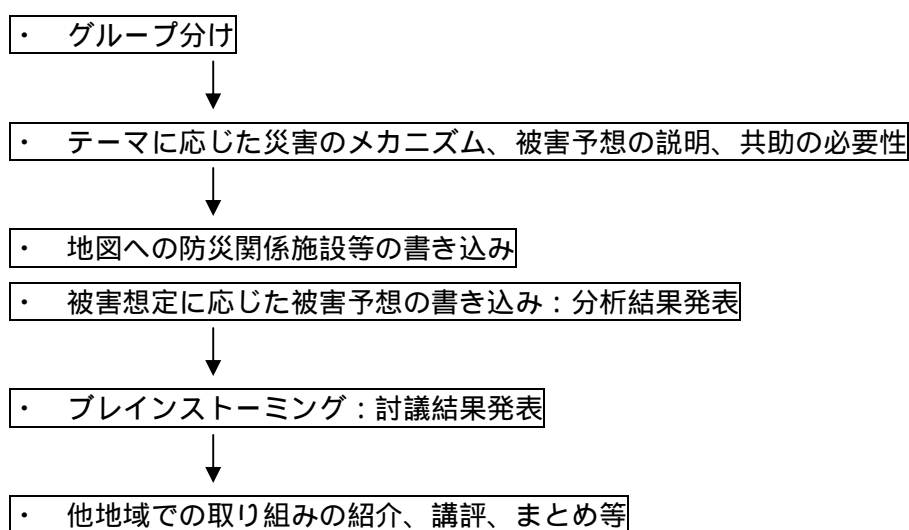 ・ グループ分け
・ テーマに応じた災害のメカニズム、被害予想の説明、共助の必要性
・ 地図への防災関係施設等の書き込み
・ 被害想定に応じた被害予想の書き込み：分析結果発表
・ ブレインストーミング：討議結果発表
・ 他地域での取り組みの紹介、講評、まとめ等